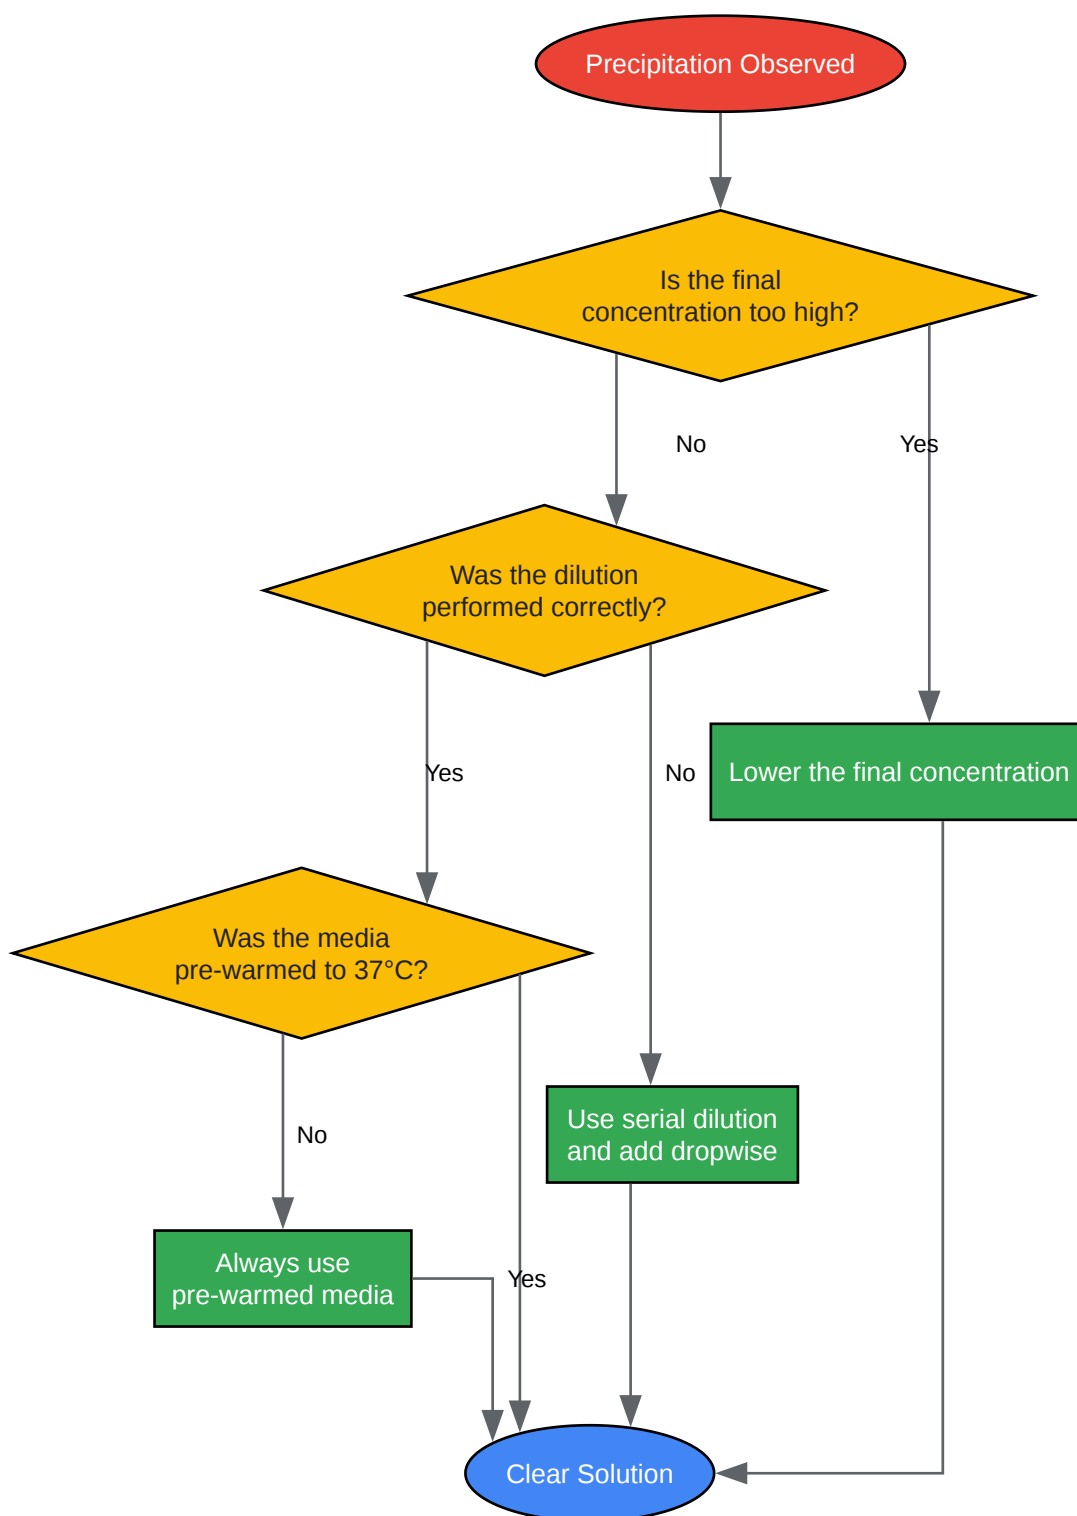 Precipitation Observed
Is the final
concentration too high?
No
Yes
Was the dilution
performed correctly?
Yes
No
Lower the final concentration
Was the media
pre-warmed to 37°C?
No
Use serial dilution
and add dropwise
Always use
pre-warmed media
Yes
Clear Solution